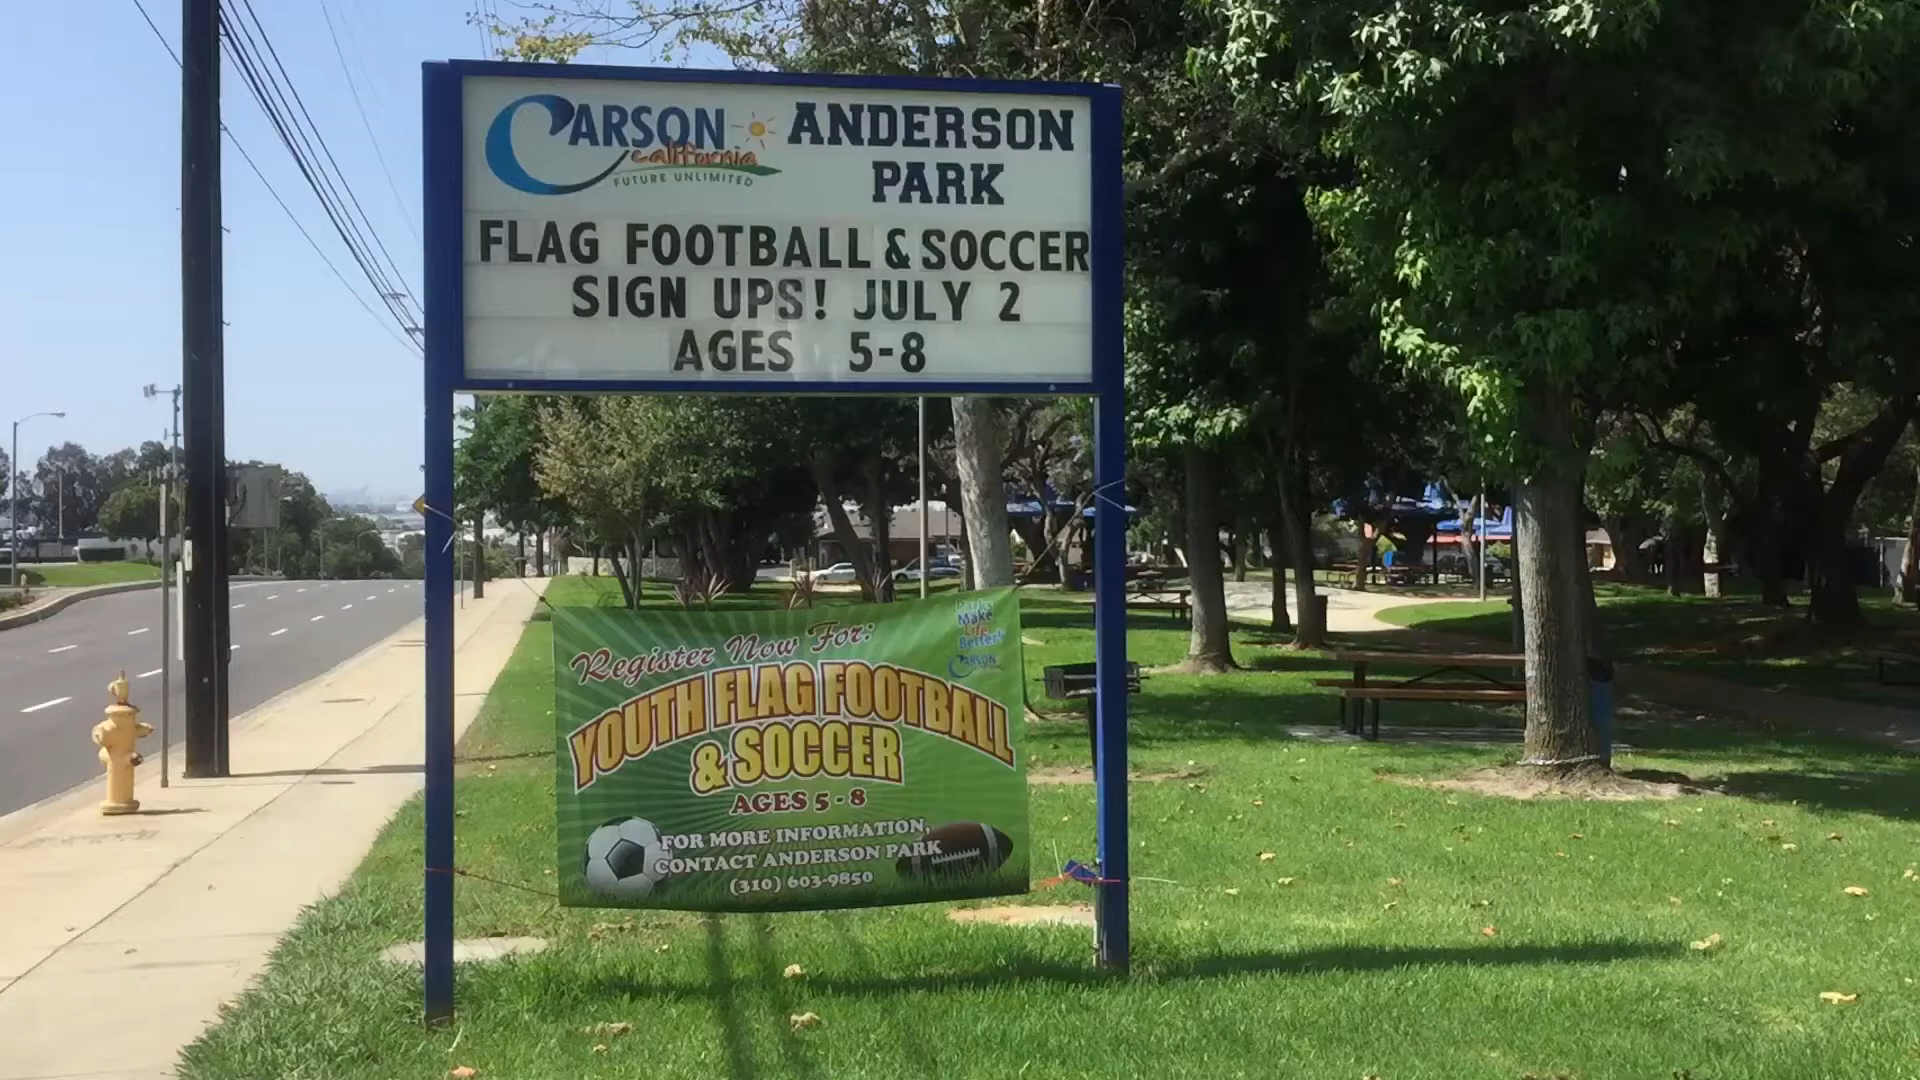 CARSON
california
FUTURE UNLIMITED
ANDERSON
PARK
FLAG FOOTBALL & SOCCER
SIGN UPS! JULY 2
AGES 5-8
Parks
Make
Life
Better!
CARSON
Register Now For:
YOUTH FLAG FOOTBALL
& SOCCER
AGES 5 - 8
FOR MORE INFORMATION,
CONTACT ANDERSON PARK
(310) 603-9850